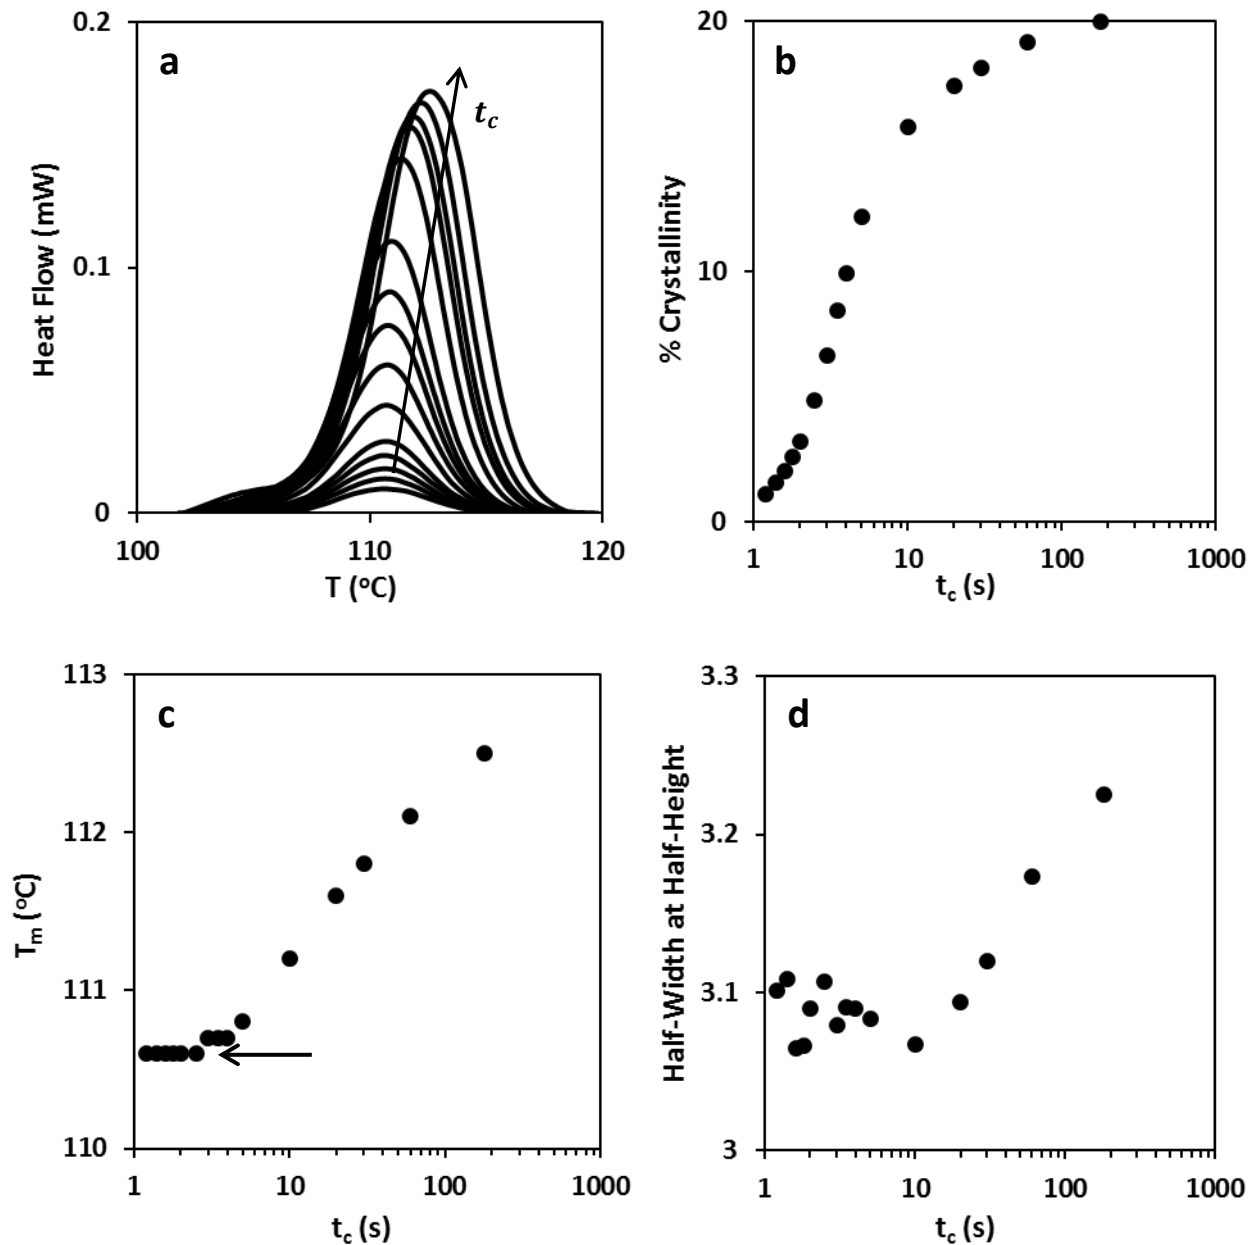 0.2
a
t_c
0.1
0
100
110
120
Heat Flow (mW)
T (°C)
20
b
10
0
1
10
100
1000
% Crystallinity
t_c (s)
113
c
112
111
110
1
10
100
1000
T_m (°C)
t_c (s)
3.3
d
3.2
3.1
3
1
10
100
1000
Half-Width at Half-Height
t_c (s)